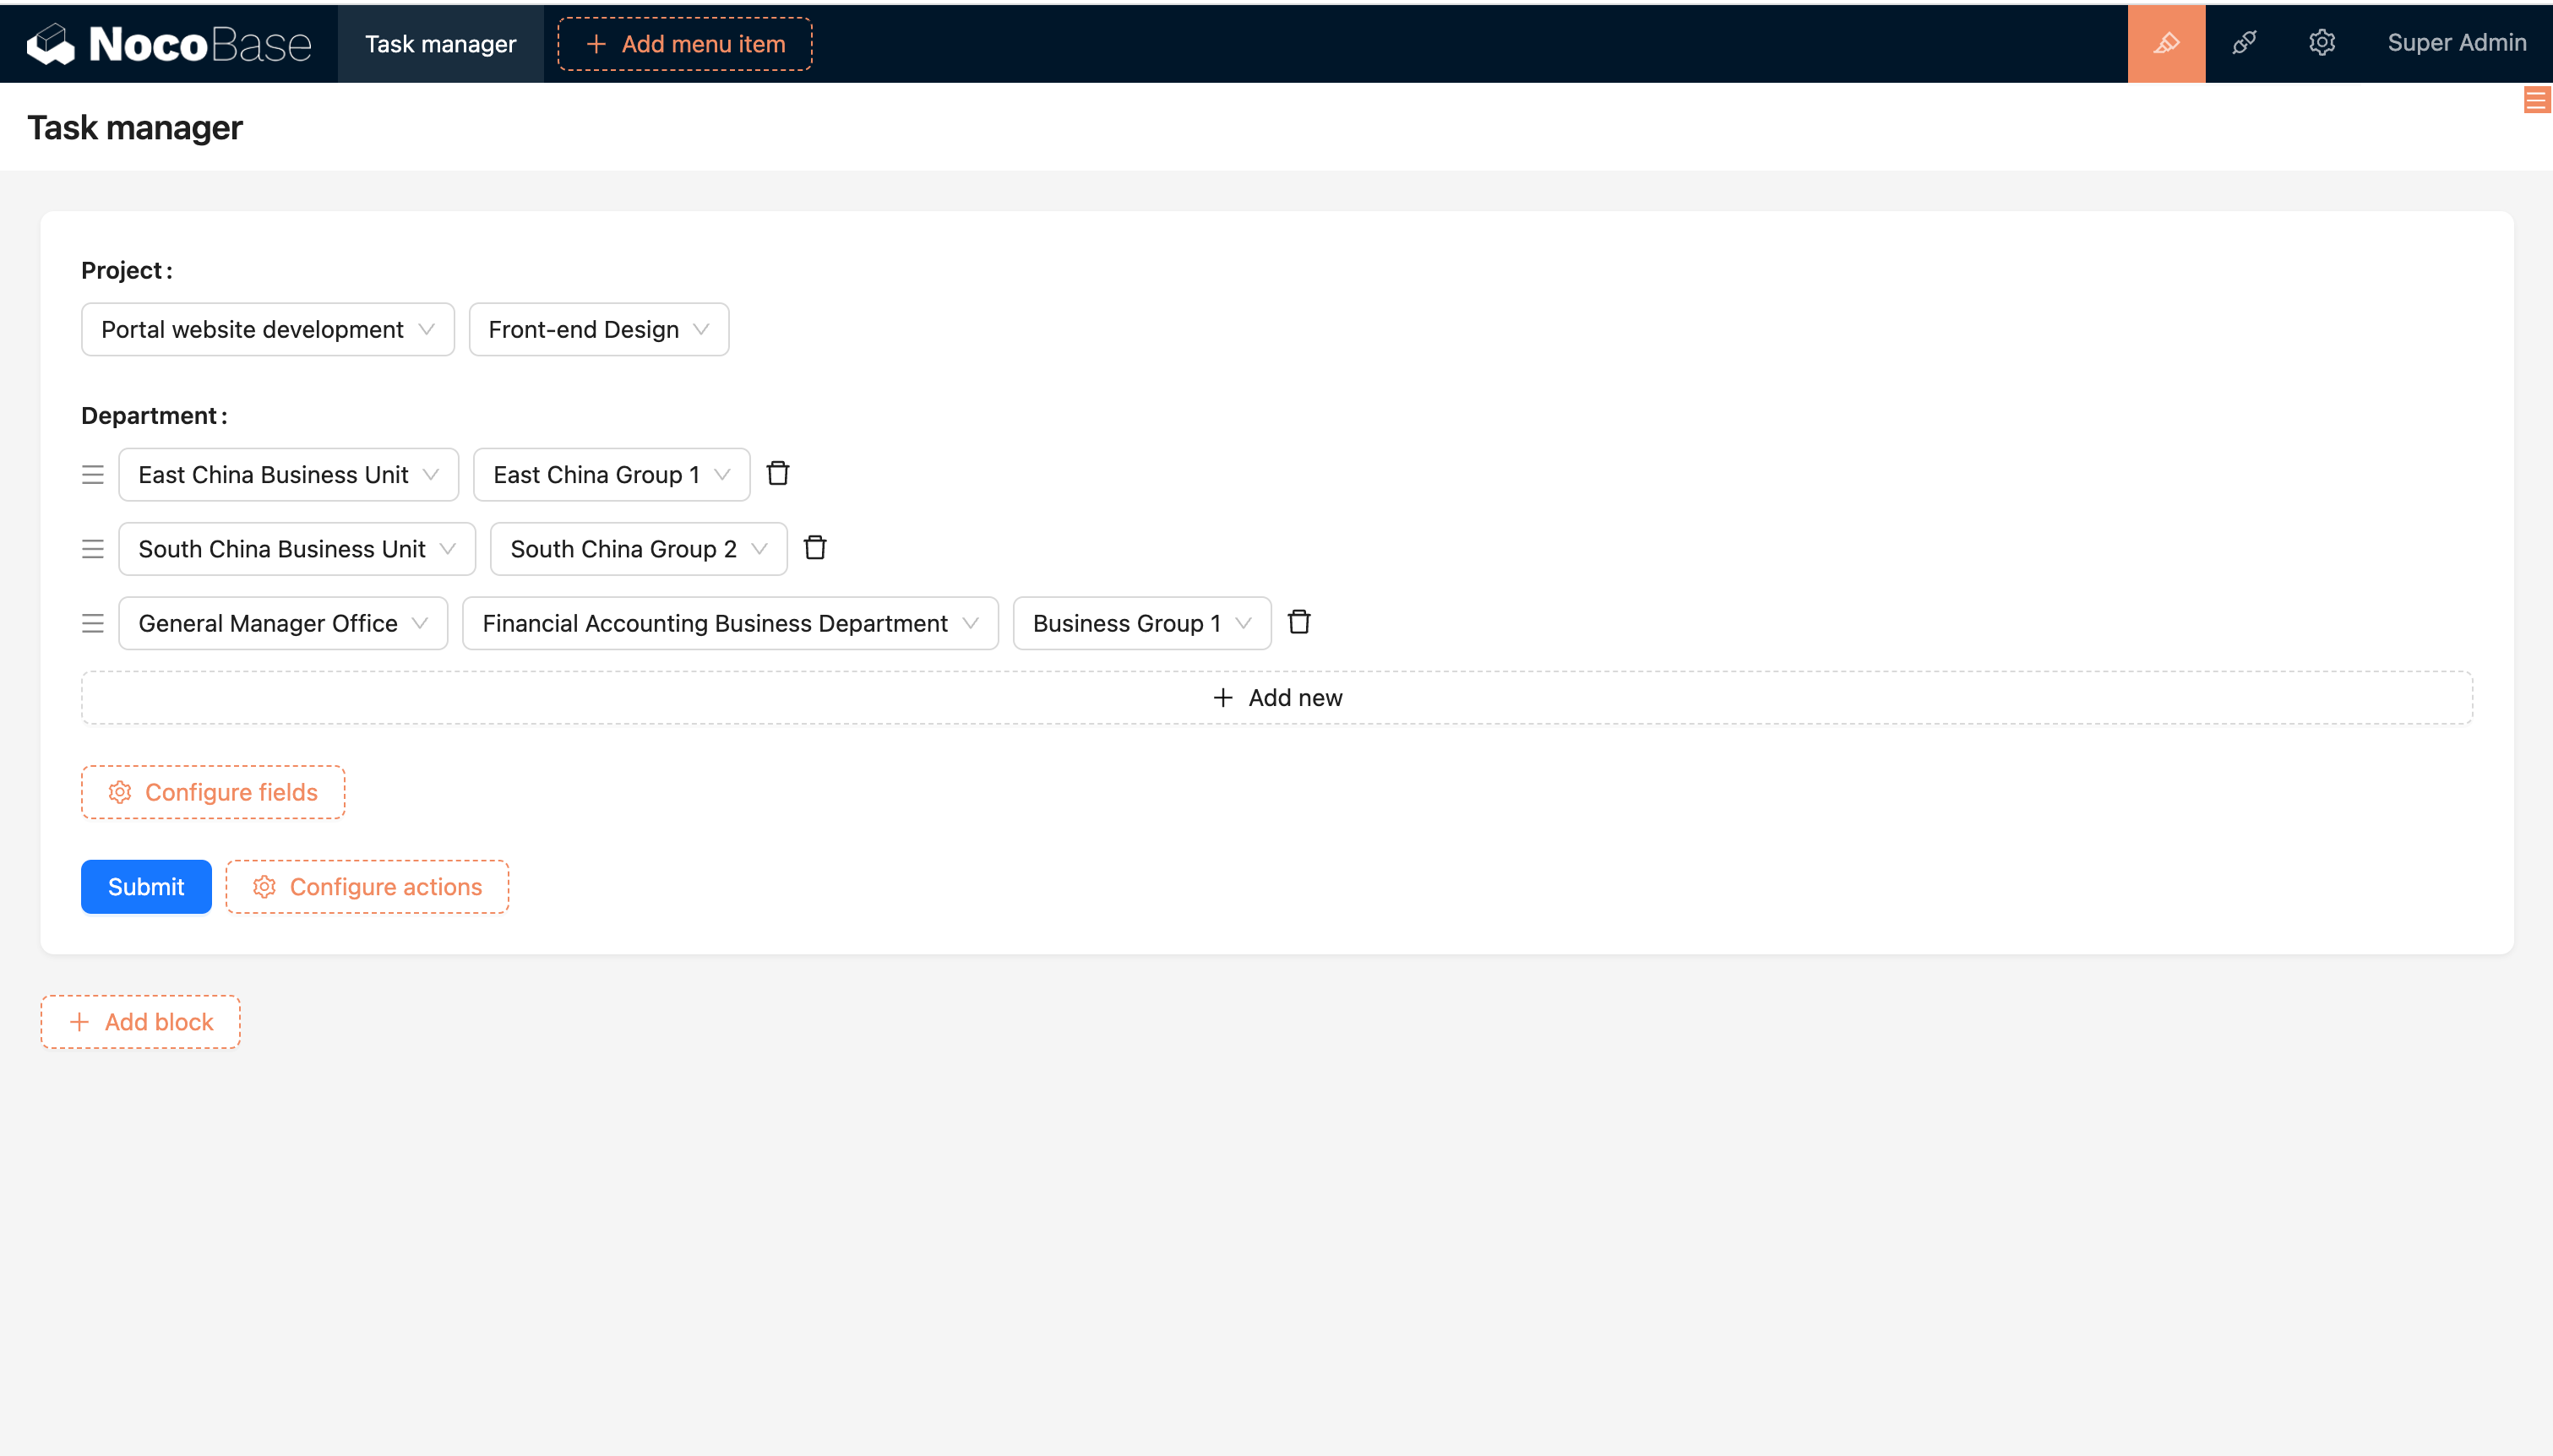 NocoBase Task manager + Add menu item Super Admin
Task manager
Project :
Portal website development Front-end Design
Department :
East China Business Unit East China Group 1
South China Business Unit South China Group 2
General Manager Office Financial Accounting Business Department Business Group 1
+ Add new
Configure fields
Submit Configure actions
+ Add block